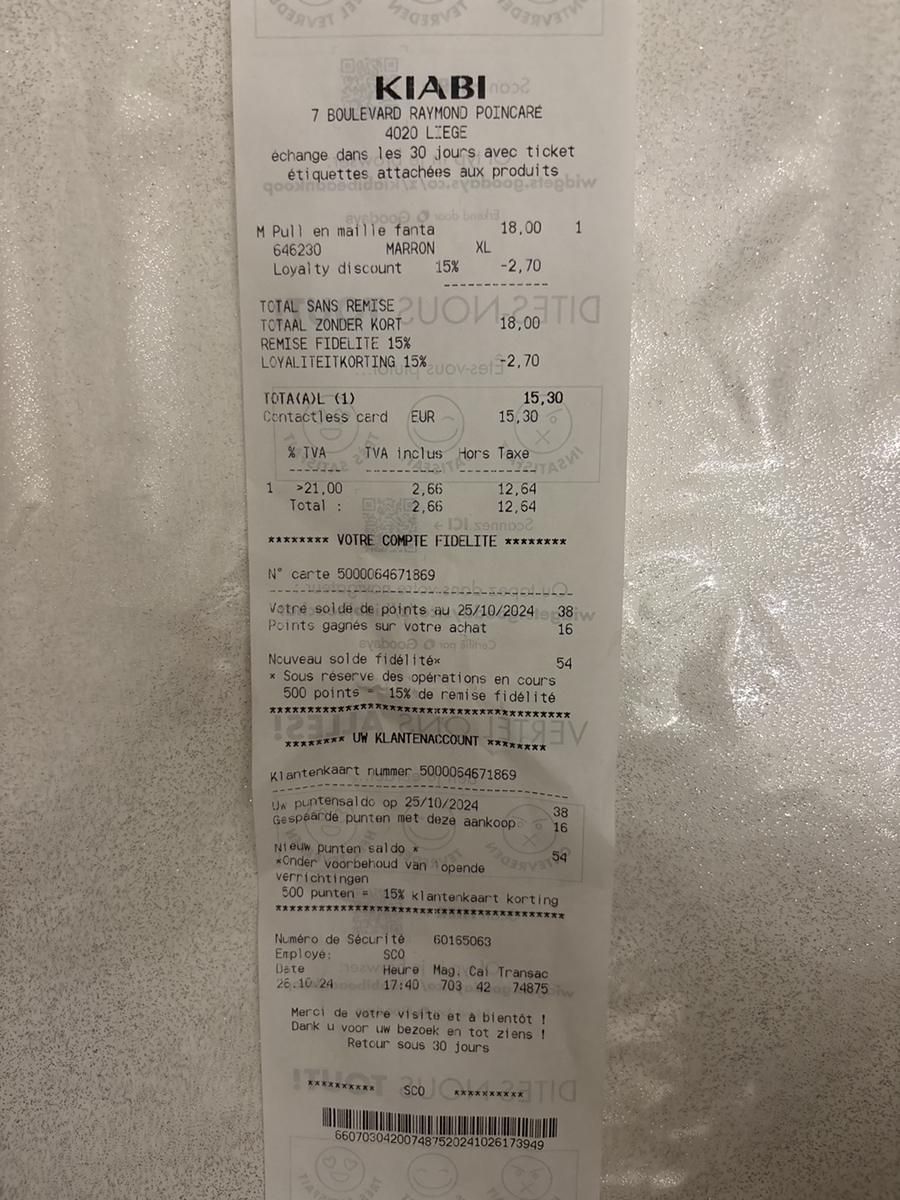 KIABI
7 BOULEVARD RAYMOND POINCARÉ
4020 LIEGE
échange dans les 30 jours avec ticket
étiquettes attachées aux produits
M Pull en maille fanta 18,00 1
646230 MARRON XL
Loyalty discount 15% -2,70
TOTAL SANS REMISE
TOTAAL ZONDER KORT 18,00
REMISE FIDELITE 15%
LOYALITEITKORTING 15% -2,70
TOTA(A)L (1) 15,30
Contactless card EUR 15,30
% TVA TVA inclus Hors Taxe
1 >21,00 2,66 12,64
Total : 2,66 12,64
******** VOTRE COMPTE FIDELITE ********
N° carte 5000064671869
Votre solde de points au 25/10/2024 38
Points gagnés sur votre achat 16
Nouveau solde fidélité* 54
* Sous réserve des opérations en cours
500 points = 15% de remise fidélité
******************************************
******** UW KLANTENACCOUNT ********
Klantenkaart nummer 5000064671869
Uw puntensaldo op 25/10/2024 38
Gespaarde punten met deze aankoop 16
Nieuw punten saldo * 54
*Onder voorbehoud van lopende
verrichtingen
500 punten = 15% klantenkaart korting
******************************************
Numéro de Sécurité 60165063
Employé: SCO
Date Heure Mag. Cai Transac
26.10.24 17:40 703 42 74875
Merci de votre visite et à bientôt !
Dank u voor uw bezoek en tot ziens !
Retour sous 30 jours
********** SCO **********
660703042007487520241026173949